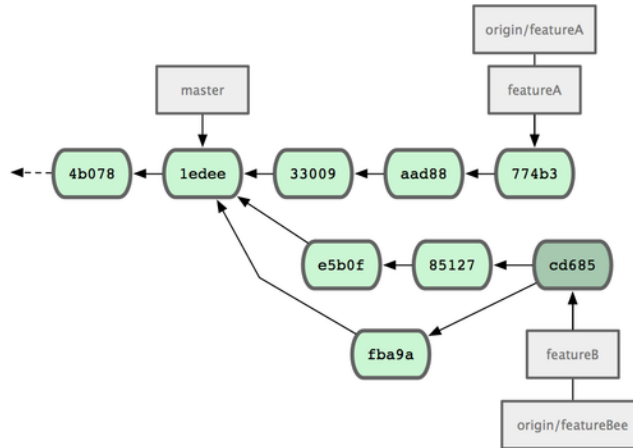 origin/featureA
master
featureA
4b078
1edee
33009
aad88
774b3
e5b0f
85127
cd685
fba9a
featureB
origin/featureBee